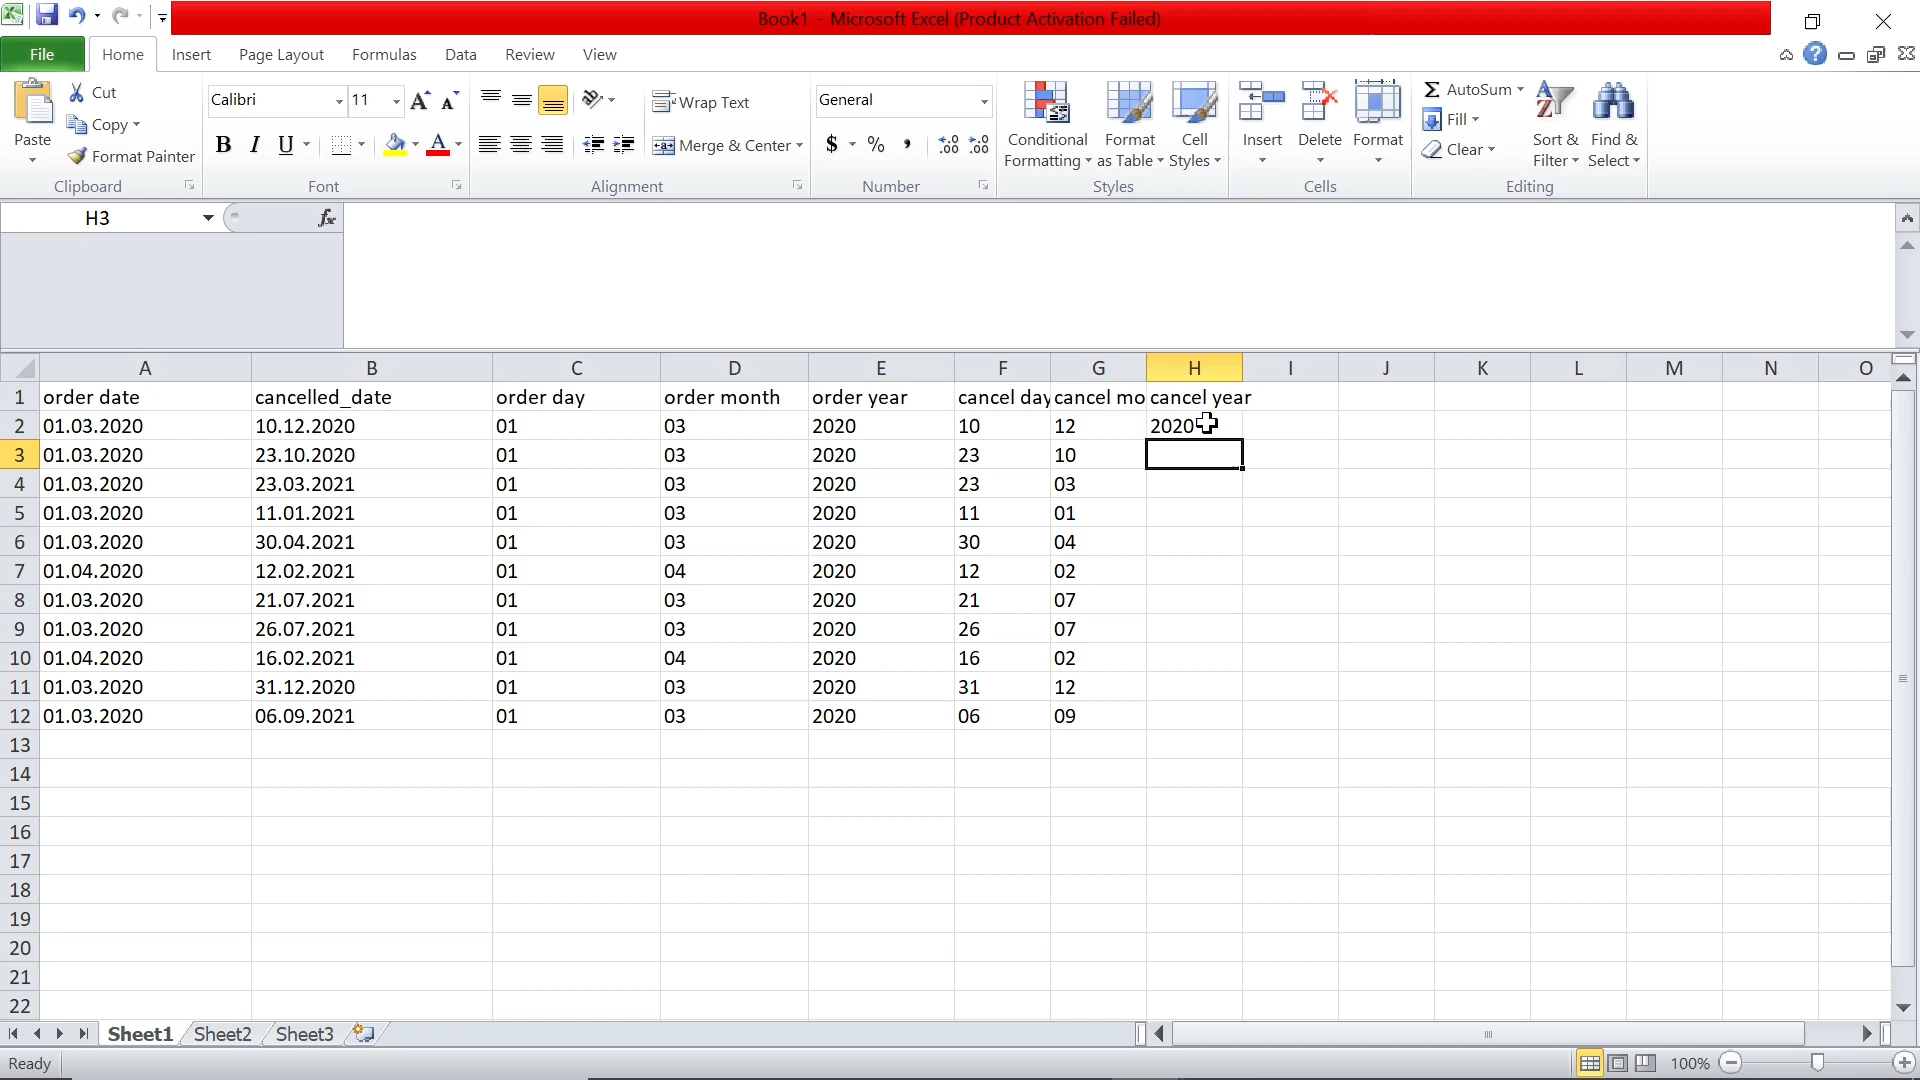 Book1 - Microsoft Excel (Product Activation Failed)
File Home Insert Page Layout Formulas Data Review View
Paste
Cut
Copy
Format Painter
Clipboard
Calibri 11
B I U A
Font
Wrap Text
Merge & Center
Alignment
General
$ % , .0 .00 .00 .0
Number
Conditional Formatting
Format as Table
Cell Styles
Styles
Insert Delete Format
Cells
Σ AutoSum
Fill
Clear
Sort & Filter
Find & Select
Editing
H3 fx
A B C D E F G H I J K L M N O
1 order date cancelled_date order day order month order year cancel day cancel mo cancel year
2 01.03.2020 10.12.2020 01 03 2020 10 12 2020
3 01.03.2020 23.10.2020 01 03 2020 23 10
4 01.03.2020 23.03.2021 01 03 2020 23 03
5 01.03.2020 11.01.2021 01 03 2020 11 01
6 01.03.2020 30.04.2021 01 03 2020 30 04
7 01.04.2020 12.02.2021 01 04 2020 12 02
8 01.03.2020 21.07.2021 01 03 2020 21 07
9 01.03.2020 26.07.2021 01 03 2020 26 07
10 01.04.2020 16.02.2021 01 04 2020 16 02
11 01.03.2020 31.12.2020 01 03 2020 31 12
12 01.03.2020 06.09.2021 01 03 2020 06 09
13
14
15
16
17
18
19
20
21
22
Sheet1 Sheet2 Sheet3
Ready 100%